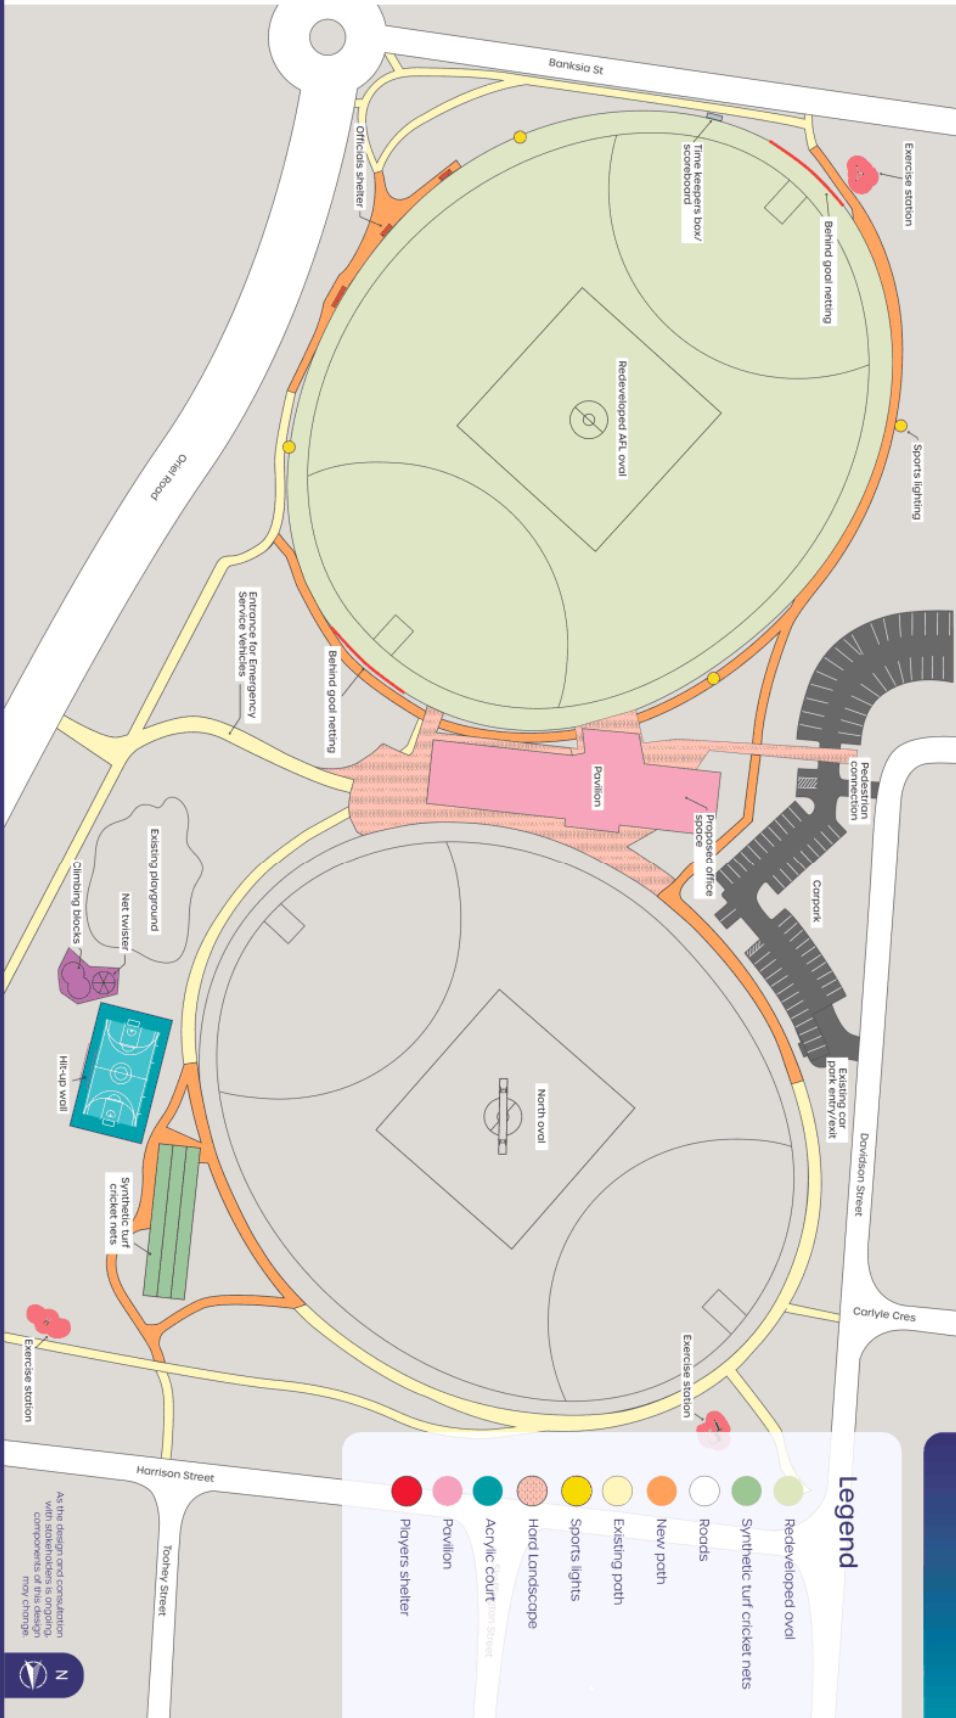 Banksia St
Exercise station
Time keepers box/
scoreboard
Behind goal netting
Officials shelter
Redeveloped AFL oval
Sports lighting
Oriel Road
Entrance for Emergency
Service Vehicles
Behind goal netting
Pavilion
Proposed office
space
Pedestrian
connection
Carpark
Existing playground
Net twister
Climbing blocks
Hit-up wall
North oval
Existing car
park entry/exit
Davidson Street
Synthetic turf
cricket nets
Carlyle Cres
Exercise station
Exercise station
Harrison Street
Toohey Street
Legend
Redeveloped oval
Synthetic turf cricket nets
Roads
New path
Existing path
Sports lights
Hard Landscape
Acrylic court
Pavilion
Players shelter
As the design and consultation
with stakeholders is ongoing,
components of this design
may change.
N